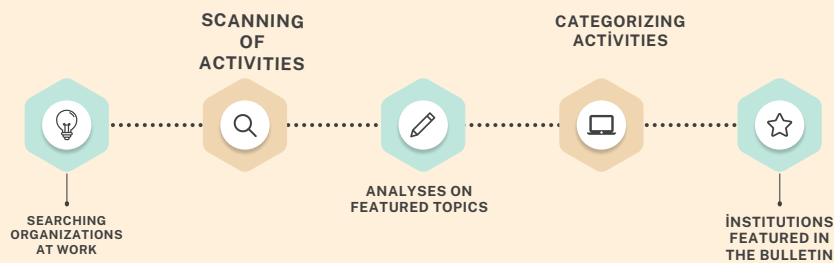 SCANNING
OF
ACTIVITIES
CATEGORIZING
ACTİVITIES
ANALYSES ON
FEATURED TOPICS
SEARCHING
ORGANIZATIONS
AT WORK
İNSTITUTIONS
FEATURED IN
THE BULLETIN